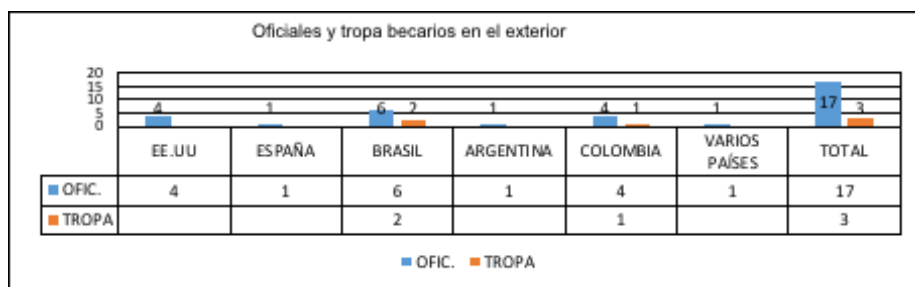 Oficiales y tropa becarios en el exterior
20
15
10
5
0
4 1 6 2 1 4 1 1 17 3
EE.UU ESPAÑA BRASIL ARGENTINA COLOMBIA VARIOS PAÍSES TOTAL
OFIC. 4 1 6 1 4 1 17
TROPA 2 1 3
OFIC. TROPA